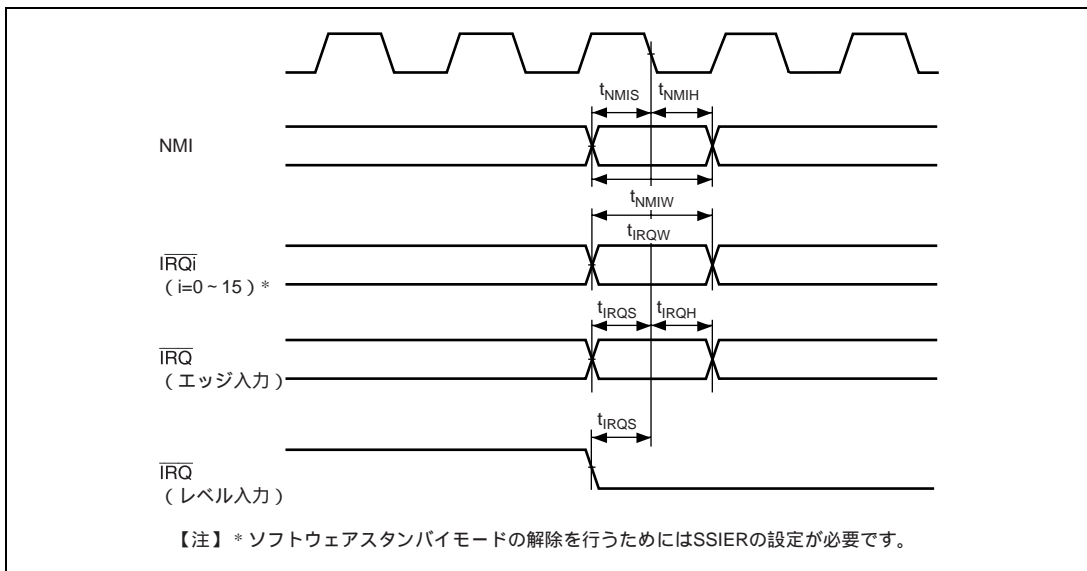 tNMIS tNMIH
NMI
tNMIW
tIRQW
IRQi
（i=0～15）*
tIRQS tIRQH
IRQ
（エッジ入力）
tIRQS
IRQ
（レベル入力）
【注】* ソフトウェアスタンバイモードの解除を行うためにはSSIERの設定が必要です。